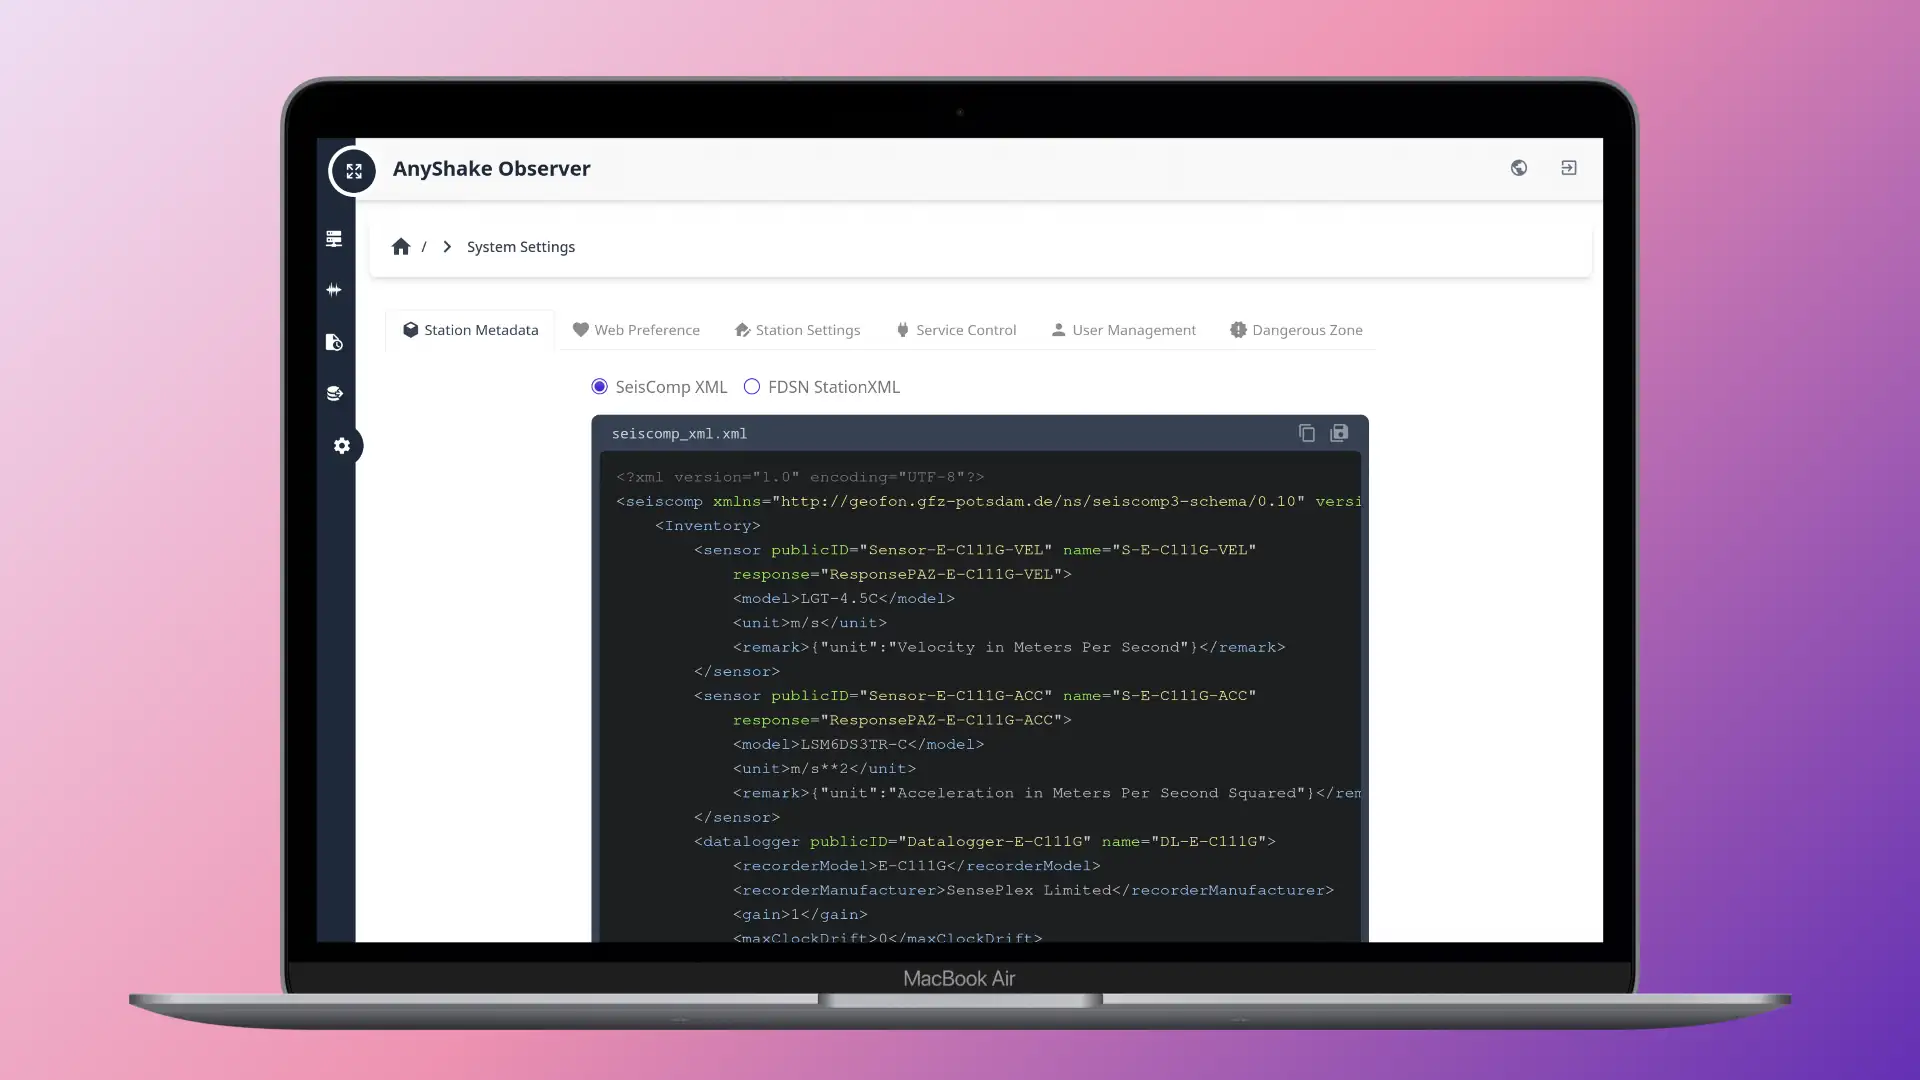 AnyShake Observer
/ System Settings
Station Metadata Web Preference Station Settings Service Control User Management Dangerous Zone
SeisComp XML FDSN StationXML
seiscomp_xml.xml
<?xml version="1.0" encoding="UTF-8"?>
<seiscomp xmlns="http://geofon.gfz-potsdam.de/ns/seiscomp3-schema/0.10" versi
<Inventory>
<sensor publicID="Sensor-E-C111G-VEL" name="S-E-C111G-VEL"
response="ResponsePAZ-E-C111G-VEL">
<model>LGT-4.5C</model>
<unit>m/s</unit>
<remark>{"unit":"Velocity in Meters Per Second"}</remark>
</sensor>
<sensor publicID="Sensor-E-C111G-ACC" name="S-E-C111G-ACC"
response="ResponsePAZ-E-C111G-ACC">
<model>LSM6DS3TR-C</model>
<unit>m/s**2</unit>
<remark>{"unit":"Acceleration in Meters Per Second Squared"}</rem
</sensor>
<datalogger publicID="Datalogger-E-C111G" name="DL-E-C111G">
<recorderModel>E-C111G</recorderModel>
<recorderManufacturer>SensePlex Limited</recorderManufacturer>
<gain>1</gain>
<maxClockDrift>0</maxClockDrift>
MacBook Air